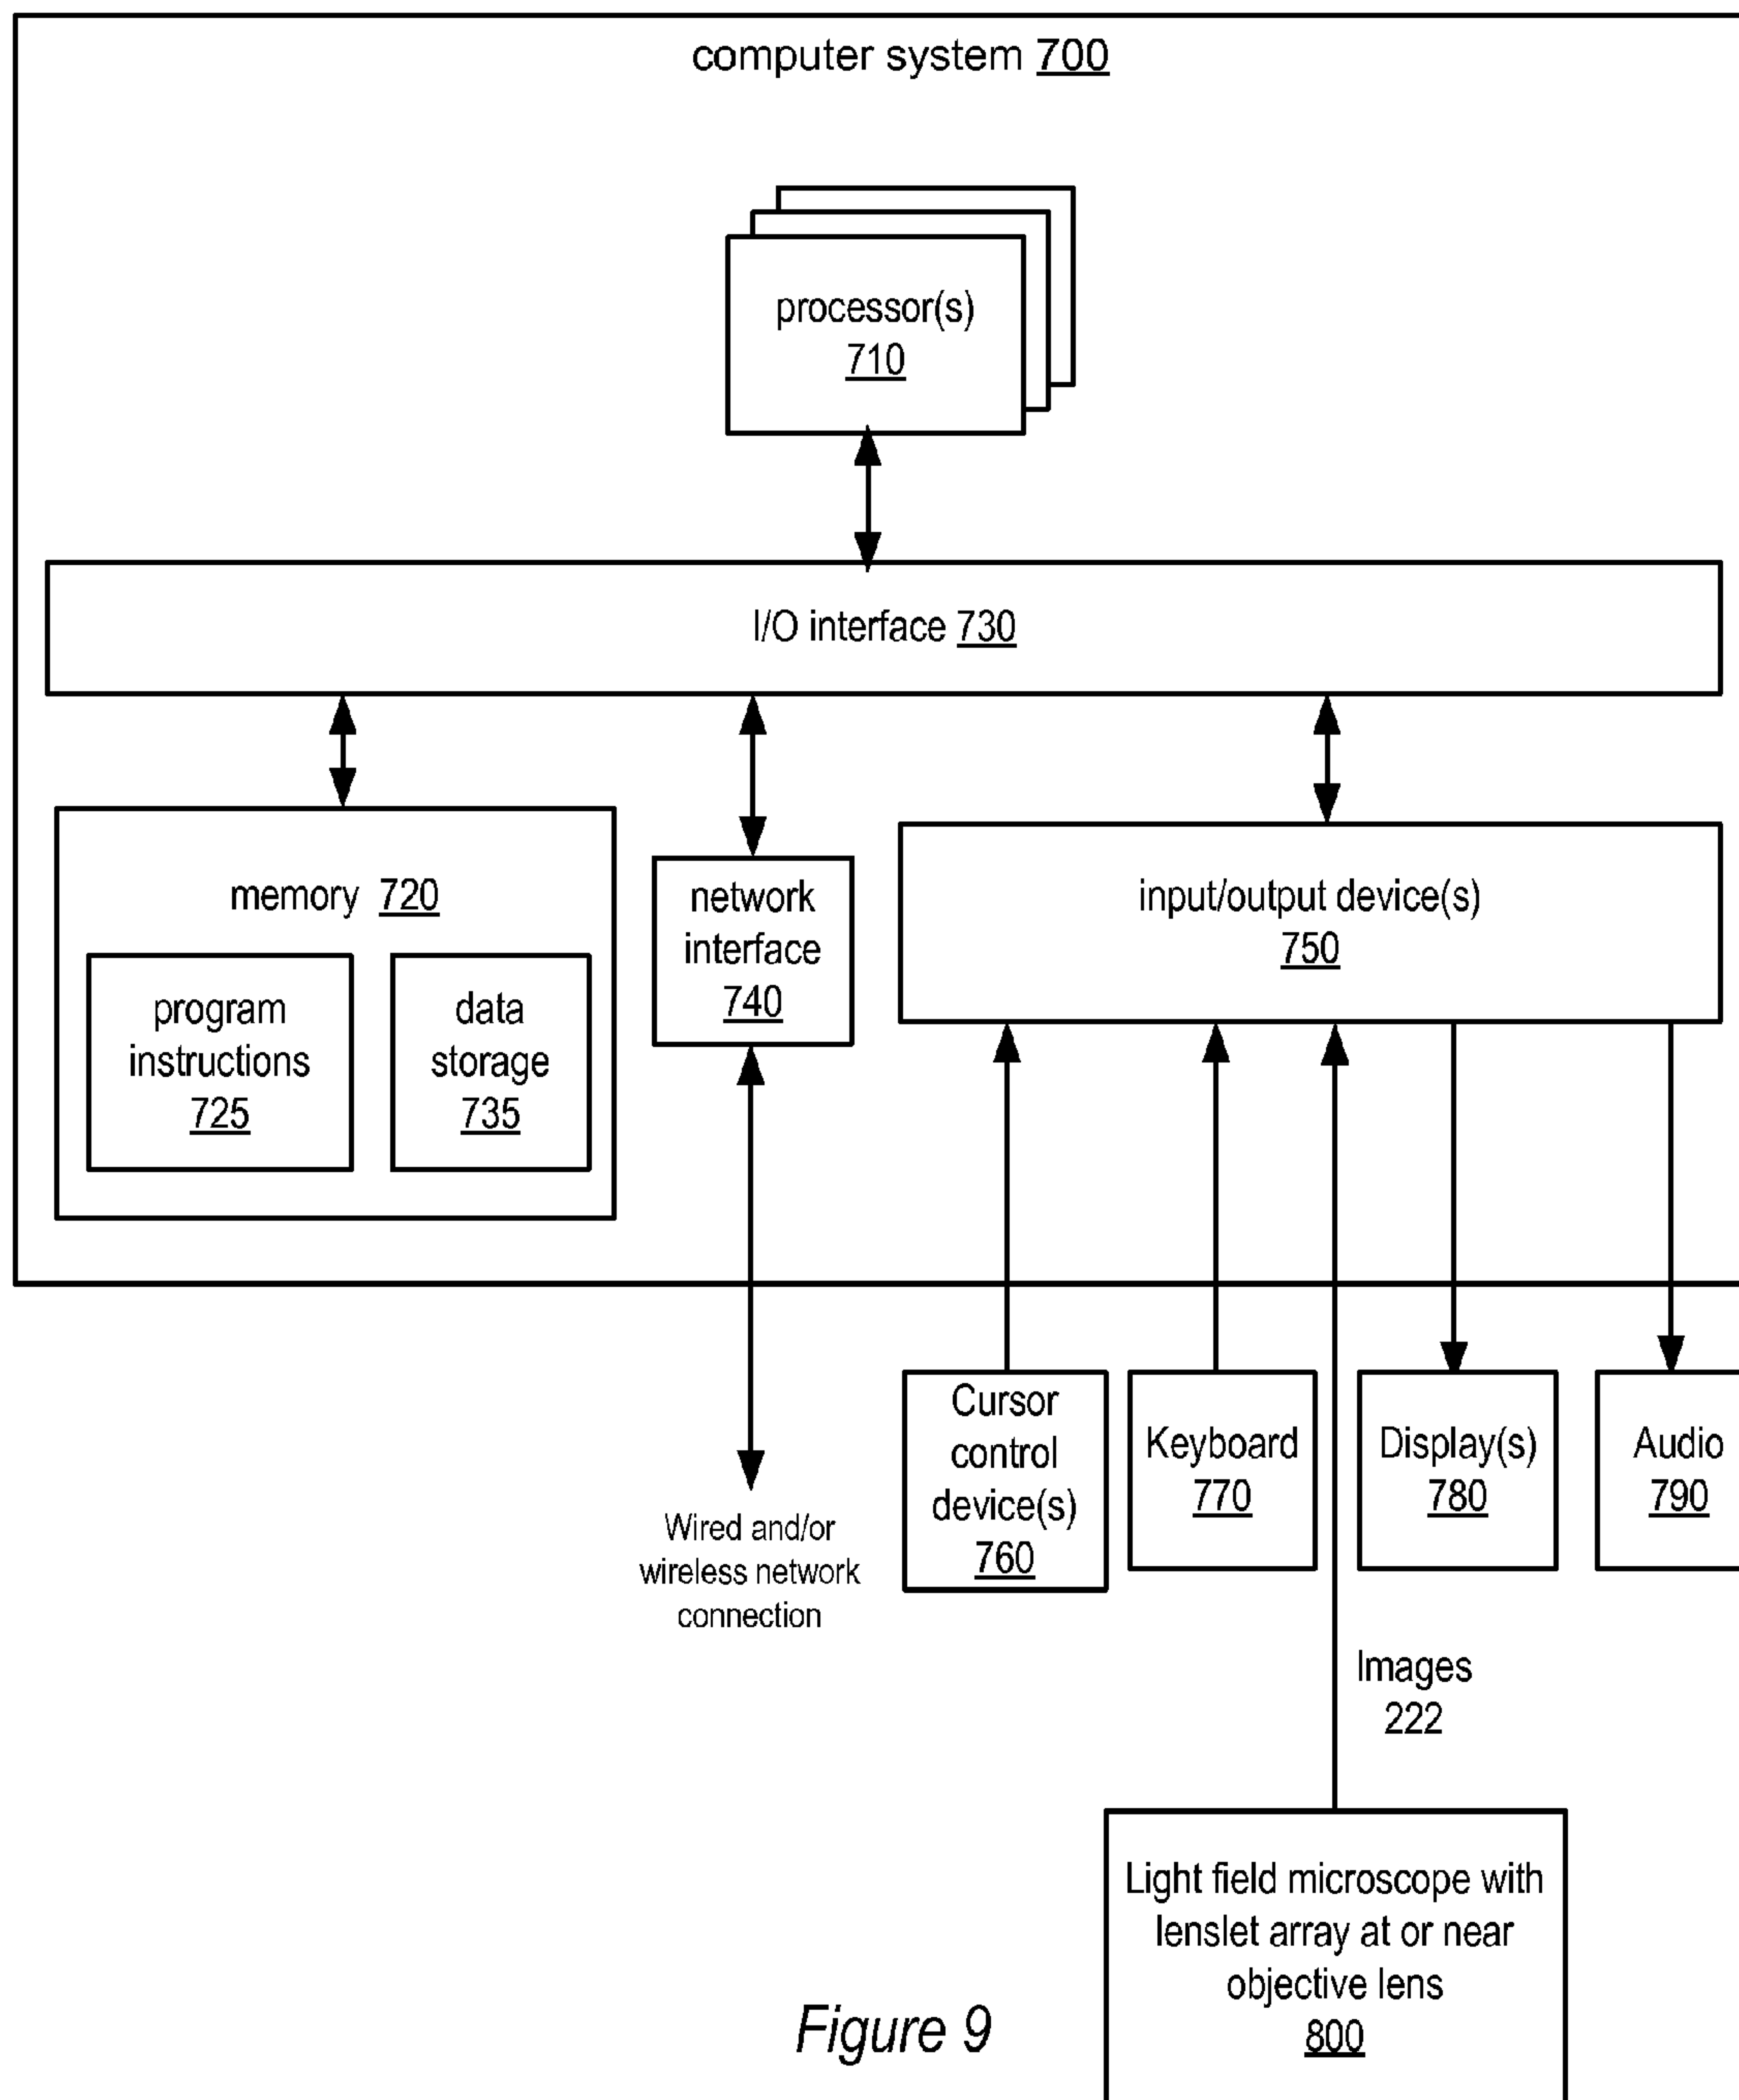 computer system 700
processor(s)
710
I/O interface 730
memory 720
program
instructions
725
data
storage
735
network
interface
740
input/output device(s)
750
Wired and/or
wireless network
connection
Cursor
control
device(s)
760
Keyboard
770
Display(s)
780
Audio
790
Images
222
Light field microscope with
lenslet array at or near
objective lens
800
Figure 9